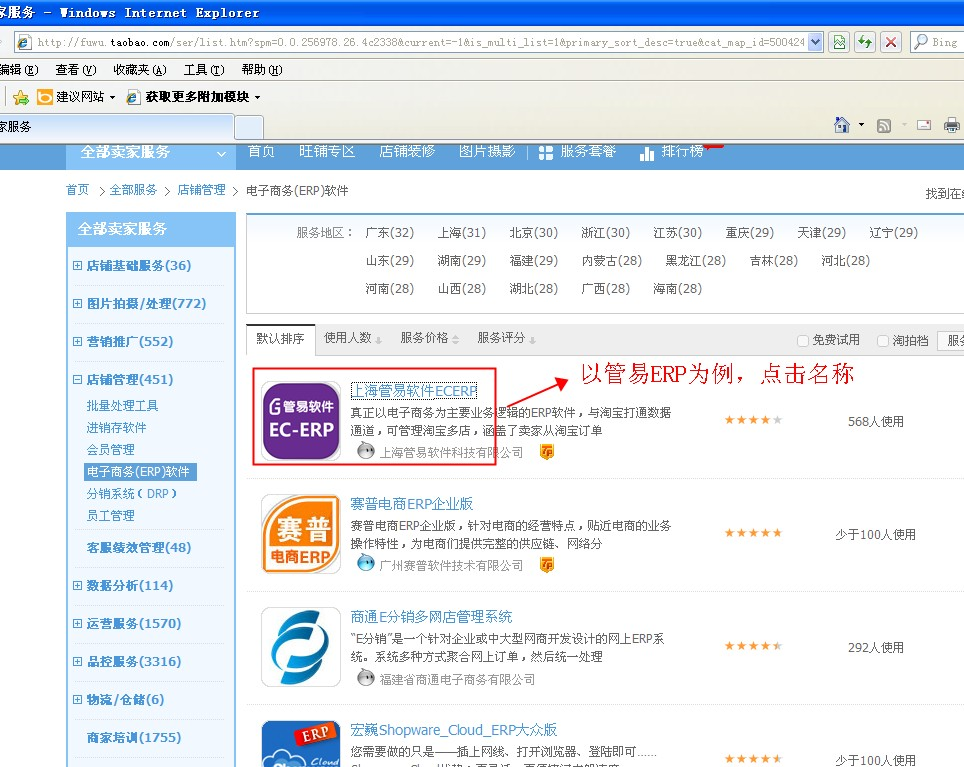 家服务 - Windows Internet Explorer
http://fuwu.taobao.com/ser/list.htm?spm=0.0.256978.26.4c2338&current=-1&is_multi_list=1&primary_sort_desc=true&cat_map_id=500424
Bing
编辑(E) 查看(V) 收藏夹(A) 工具(T) 帮助(H)
建议网站 获取更多附加模块
家服务
全部卖家服务 首页 旺铺专区 店铺装修 图片摄影 服务套餐 排行榜
首页 > 全部服务 > 店铺管理 > 电子商务(ERP)软件
找到在
全部卖家服务
店铺基础服务(36)
图片拍摄/处理(772)
营销推广(552)
店铺管理(451)
批量处理工具
进销存软件
会员管理
电子商务(ERP)软件
分销系统(DRP)
员工管理
客服绩效管理(48)
数据分析(114)
运营服务(1570)
品控服务(3316)
物流/仓储(6)
商家培训(1755)
服务地区: 广东(32) 上海(31) 北京(30) 浙江(30) 江苏(30) 重庆(29) 天津(29) 辽宁(29)
山东(29) 湖南(29) 福建(29) 内蒙古(28) 黑龙江(28) 吉林(28) 河北(28)
河南(28) 山西(28) 湖北(28) 广西(28) 海南(28)
默认排序 使用人数 服务价格 服务评分 免费试用 淘拍档 服务
以管易ERP为例，点击名称
管易软件
EC-ERP
上海管易软件ECERP
真正以电子商务为主要业务逻辑的ERP软件，与淘宝打通数据
通道，可管理淘宝多店，涵盖了卖家从淘宝订单
上海管易软件科技有限公司
568人使用
赛普
电商ERP
赛普电商ERP企业版
赛普电商ERP企业版，针对电商的经营特点，贴近电商的业务
操作特性，为电商们提供完整的供应链、网络分
广州赛普软件技术有限公司
少于100人使用
商通E分销多网店管理系统
“E分销”是一个针对企业或中大型网商开发设计的网上ERP系
统。系统多种方式聚合网上订单，然后统一处理
福建省商通电子商务有限公司
292人使用
ERP
Cloud
宏巍Shopware_Cloud_ERP大众版
您需要做的只是——插上网线、打开浏览器、登陆即可......
少于100人使用